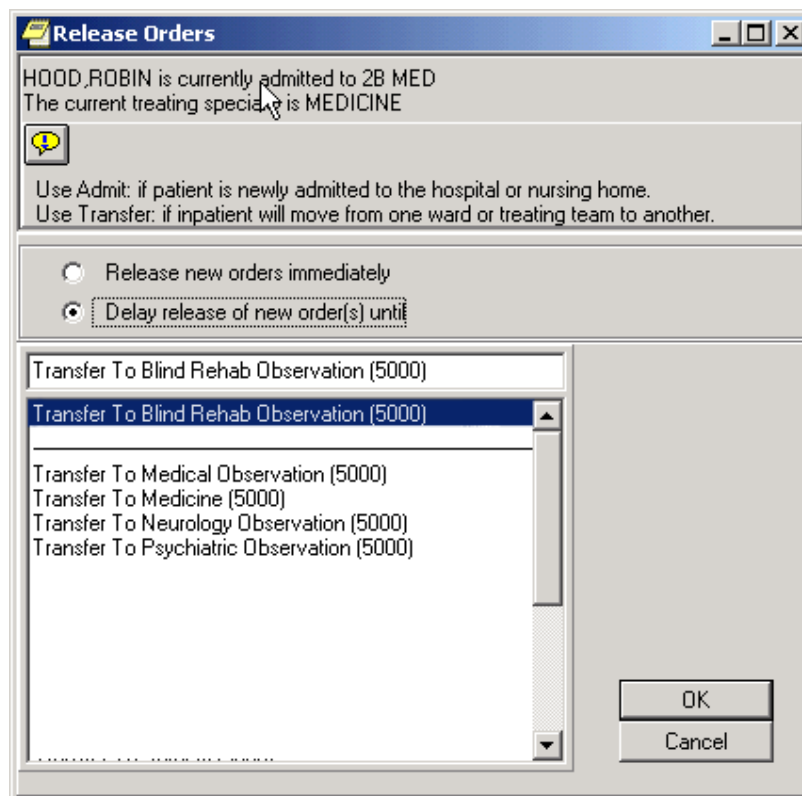 Release Orders
HOOD,ROBIN is currently admitted to 2B MED
The current treating specialty is MEDICINE
Use Admit: if patient is newly admitted to the hospital or nursing home.
Use Transfer: if inpatient will move from one ward or treating team to another.
Release new orders immediately
Delay release of new order(s) until
Transfer To Blind Rehab Observation (5000)
Transfer To Blind Rehab Observation (5000)
Transfer To Medical Observation (5000)
Transfer To Medicine (5000)
Transfer To Neurology Observation (5000)
Transfer To Psychiatric Observation (5000)
OK
Cancel